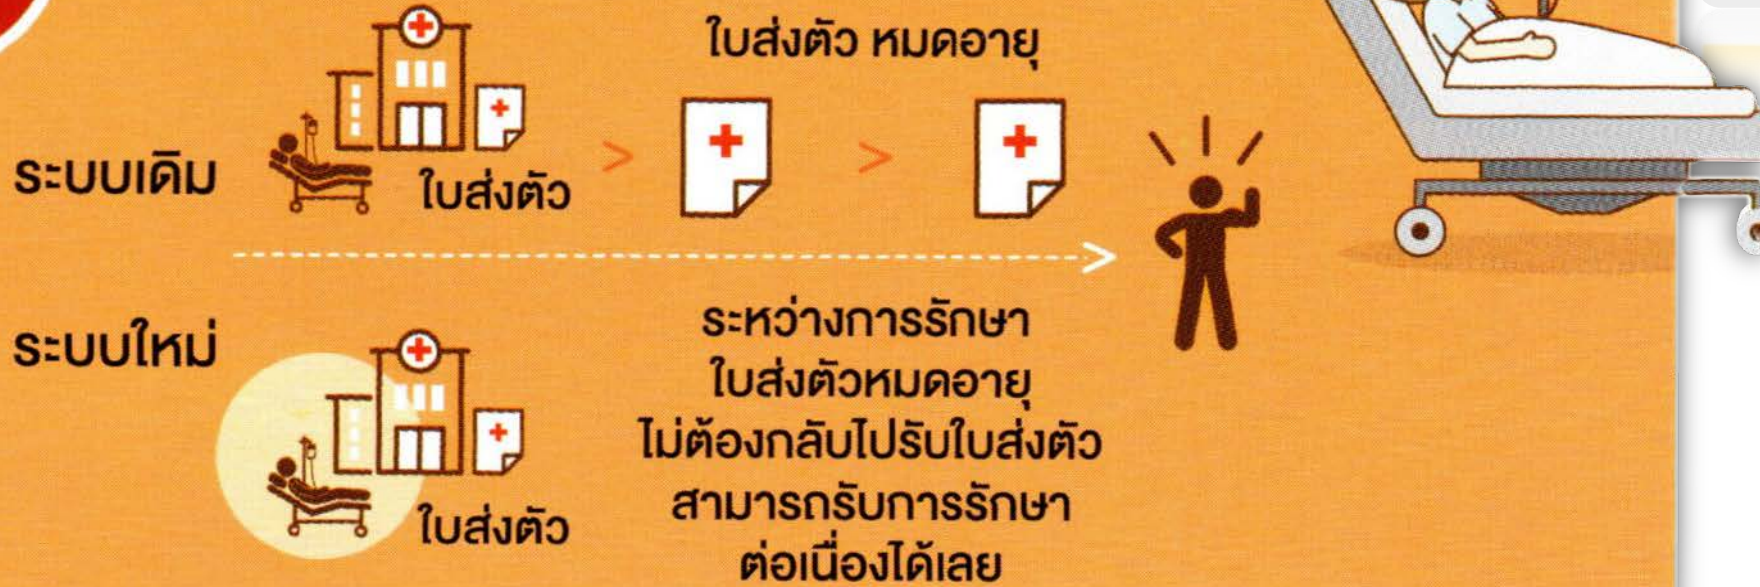 ใบส่งตัว หมดอายุ
ระบบเดิม
ใบส่งตัว
ระบบใหม่
ใบส่งตัว
ระหว่างการรักษา
ใบส่งตัวหมดอายุ
ไม่ต้องกลับไปรับใบส่งตัว
สามารถรับการรักษา
ต่อเนื่องได้เลย